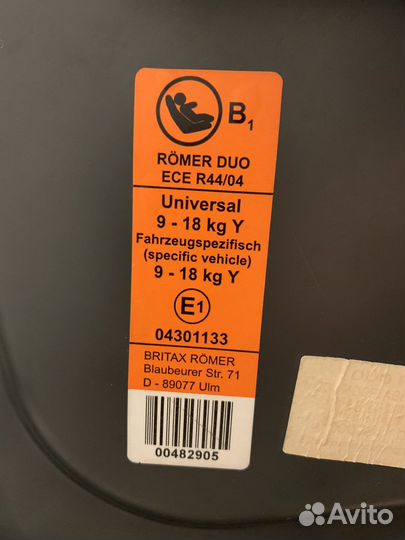 B1
RÖMER DUO
ECE R44/04
Universal
9 - 18 kg Y
Fahrzeugspezifisch
(specific vehicle)
9 - 18 kg Y
E1
04301133
BRITAX RÖMER
Blaubeurer Str. 71
D - 89077 Ulm
00482905
Avito